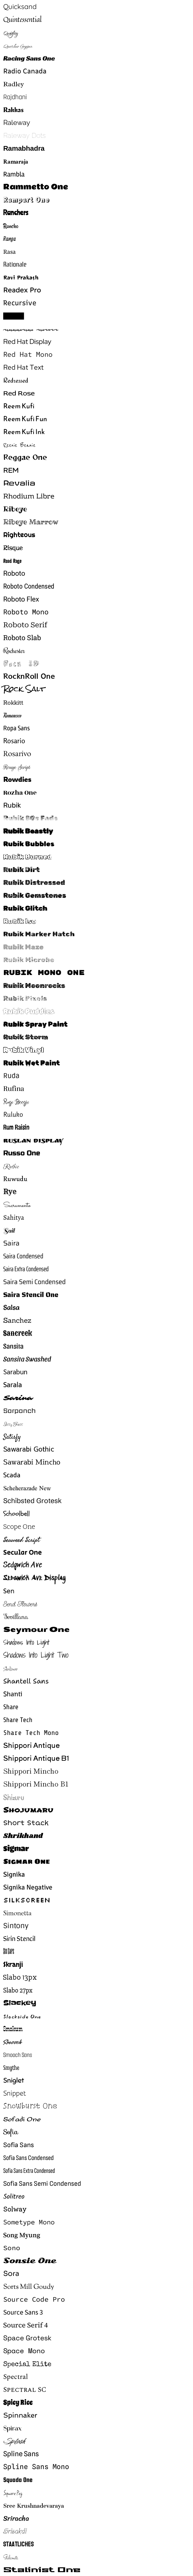 Quicksand
Quintessential
Qwigley
Qwitcher Grypen
Racing Sans One
Radio Canada
Radley
Rajdhani
Rakkas
Raleway
Raleway Dots
Ramabhadra
Ramaraja
Rambla
Rammetto One
Rampart One
Ranchers
Rancho
Ranga
Rasa
Rationale
Ravi Prakash
Readex Pro
Recursive
Red Hat Display
Red Hat Mono
Red Hat Text
Redressed
Red Rose
Reem Kufi
Reem Kufi Fun
Reem Kufi Ink
Reenie Beanie
Reggae One
REM
Revalia
Rhodium Libre
Ribeye
Ribeye Marrow
Righteous
Risque
Road Rage
Roboto
Roboto Condensed
Roboto Flex
Roboto Mono
Roboto Serif
Roboto Slab
Rochester
Rock 3D
RocknRoll One
Rock Salt
Rokkitt
Romanesco
Ropa Sans
Rosario
Rosarivo
Rouge Script
Rowdies
Rozha One
Rubik
Rubik 80s Fade
Rubik Beastly
Rubik Bubbles
Rubik Burned
Rubik Dirt
Rubik Distressed
Rubik Gemstones
Rubik Glitch
Rubik Iso
Rubik Marker Hatch
Rubik Maze
Rubik Microbe
Rubik Mono One
Rubik Moonrocks
Rubik Pixels
Rubik Puddles
Rubik Spray Paint
Rubik Storm
Rubik Vinyl
Rubik Wet Paint
Ruda
Rufina
Ruge Boogie
Ruluko
Rum Raisin
Ruslan Display
Russo One
Ruthie
Ruwudu
Rye
Sacramento
Sahitya
Sail
Saira
Saira Condensed
Saira Extra Condensed
Saira Semi Condensed
Saira Stencil One
Salsa
Sanchez
Sancreek
Sansita
Sansita Swashed
Sarabun
Sarala
Sarina
Sarpanch
Sassy Frass
Satisfy
Sawarabi Gothic
Sawarabi Mincho
Scada
Scheherazade New
Schibsted Grotesk
Schoolbell
Scope One
Seaweed Script
Secular One
Sedgwick Ave
Sedgwick Ave Display
Sen
Send Flowers
Sevillana
Seymour One
Shadows Into Light
Shadows Into Light Two
Shalimar
Shantell Sans
Shanti
Share
Share Tech
Share Tech Mono
Shippori Antique
Shippori Antique B1
Shippori Mincho
Shippori Mincho B1
Shizuru
Shojumaru
Short Stack
Shrikhand
Sigmar
Sigmar One
Signika
Signika Negative
Silkscreen
Simonetta
Sintony
Sirin Stencil
Six Caps
Skranji
Slabo 13px
Slabo 27px
Slackey
Slackside One
Smokum
Smooch
Smooch Sans
Smythe
Sniglet
Snippet
Snowburst One
Sofadi One
Sofia
Sofia Sans
Sofia Sans Condensed
Sofia Sans Extra Condensed
Sofia Sans Semi Condensed
Solitreo
Solway
Sometype Mono
Song Myung
Sono
Sonsie One
Sora
Sorts Mill Goudy
Source Code Pro
Source Sans 3
Source Serif 4
Space Grotesk
Space Mono
Special Elite
Spectral
Spectral SC
Spicy Rice
Spinnaker
Spirax
Splash
Spline Sans
Spline Sans Mono
Squada One
Square Peg
Sree Krushnadevaraya
Sriracha
Srisakdi
Staatliches
Stalemate
Stalinist One